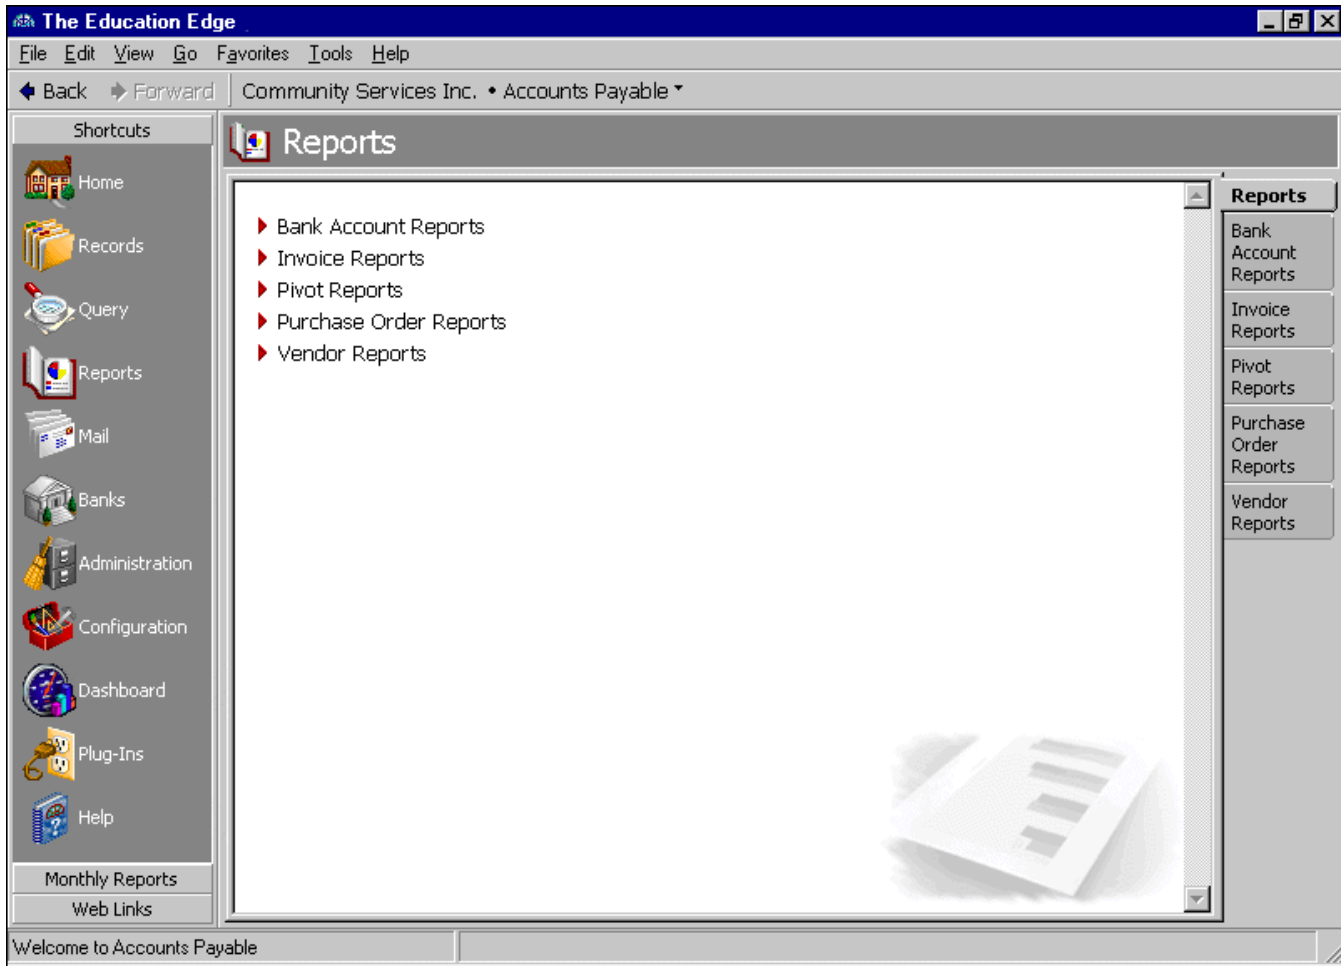 The Education Edge
File Edit View Go Favorites Tools Help
Back Forward Community Services Inc. • Accounts Payable
Shortcuts
Home
Records
Query
Reports
Mail
Banks
Administration
Configuration
Dashboard
Plug-Ins
Help
Monthly Reports
Web Links
Reports
Bank Account Reports
Invoice Reports
Pivot Reports
Purchase Order Reports
Vendor Reports
Reports
Bank
Account
Reports
Invoice
Reports
Pivot
Reports
Purchase
Order
Reports
Vendor
Reports
Welcome to Accounts Payable